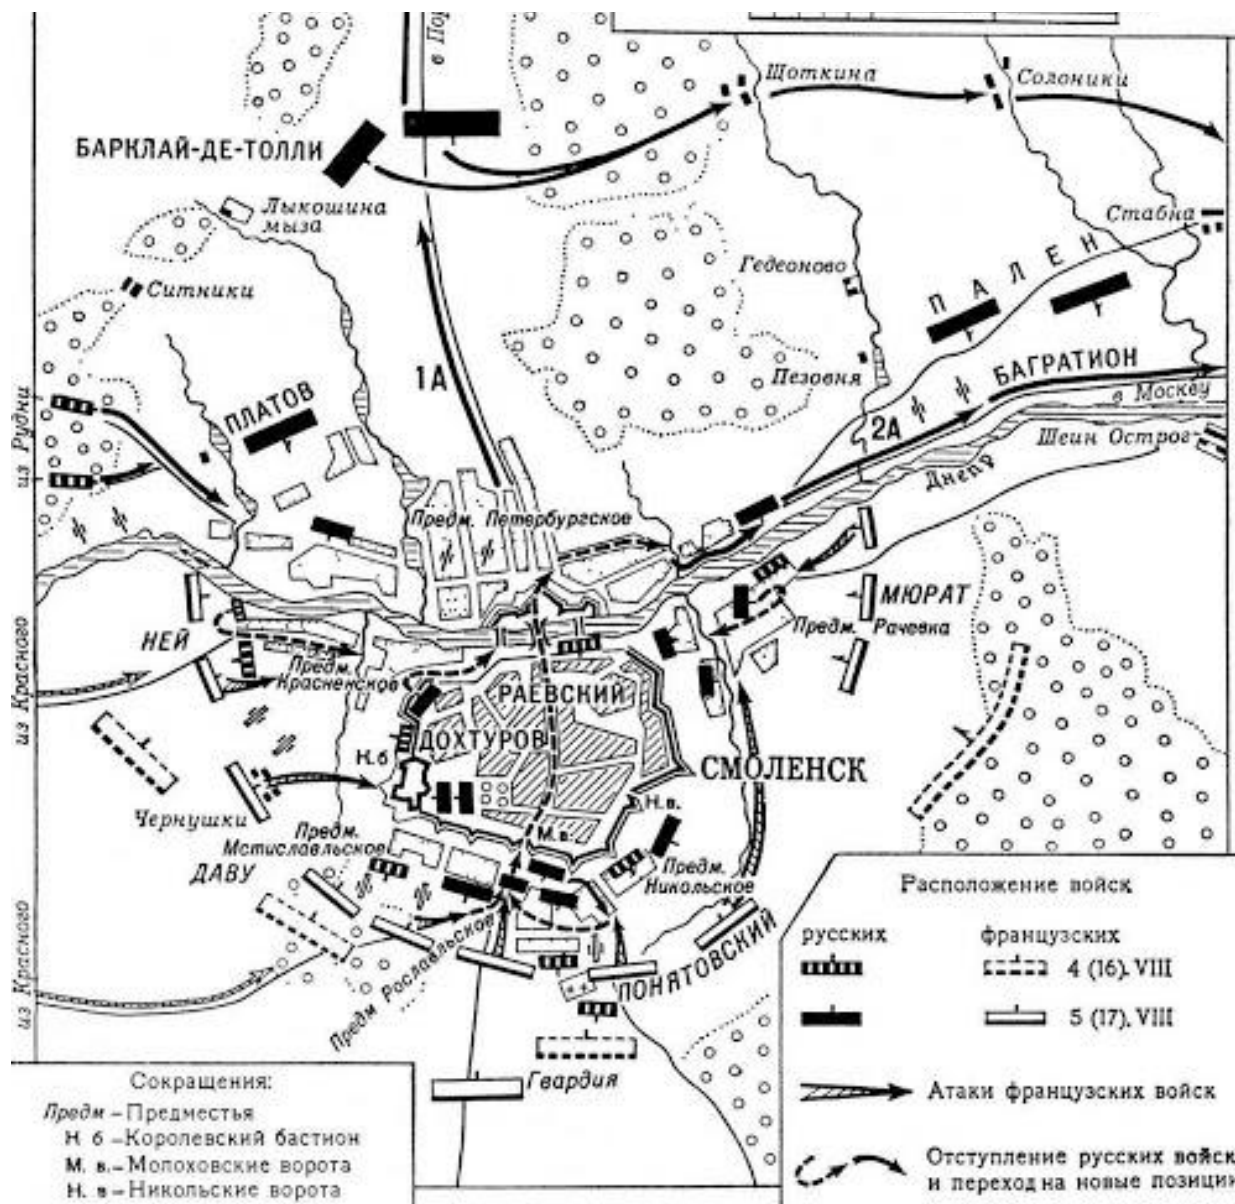 в По
Щоткина
Солоники
БАРКЛАЙ-ДЕ-ТОЛЛИ
Лыкошина
мыза
Стабна
Ситники
Гедеоново
ПАЛЕН
Пезовня
1А
ПЛАТОВ
БАГРАТИОН
в Москву
2А
из Рудни
Шеин Острог
Днепр
Предм. Петербургское
МЮРАТ
НЕЙ
Предм. Рачевка
Предм.
Красненское
из Красного
РАЕВСКИЙ
ДОХТУРОВ
Н.б
СМОЛЕНСК
Н.в.
Чернушки
М.в.
Предм.
Мстиславльское
Предм.
Никольское
ДАВУ
из Красного
Предм Рославльское
ПОНЯТОВСКИЙ
Гвардия
Расположение войск
русских французских
4 (16). VIII
5 (17). VIII
Атаки французских войск
Отступление русских войск
и переход на новые позиции
Сокращения:
Предм – Предместья
Н б – Королевский бастион
М. в. – Молоховские ворота
Н. в – Никольские ворота